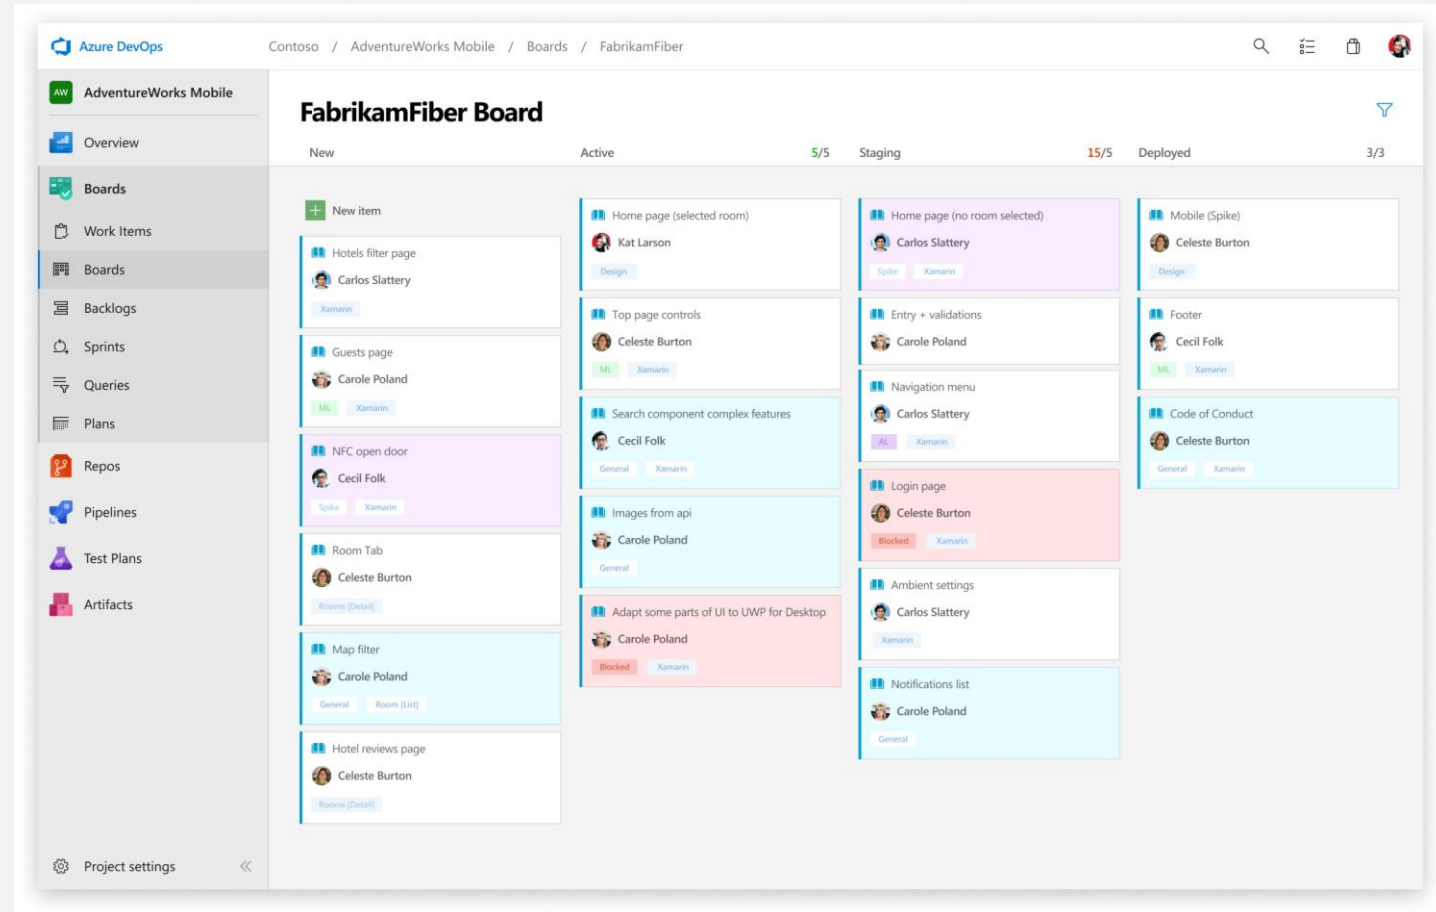 Azure DevOps
Contoso / AdventureWorks Mobile / Boards / FabrikamFiber
AW AdventureWorks Mobile
Overview
Boards
Work Items
Boards
Backlogs
Sprints
Queries
Plans
Repos
Pipelines
Test Plans
Artifacts
Project settings
FabrikamFiber Board
New
New item
Hotels filter page
Carlos Slattery
Xamarin
Guests page
Carole Poland
ML Xamarin
NFC open door
Cecil Folk
Spike Xamarin
Room Tab
Celeste Burton
Rooms [Detail]
Map filter
Carole Poland
General Room [List]
Hotel reviews page
Celeste Burton
Rooms [Detail]
Active 5/5
Home page (selected room)
Kat Larson
Design
Top page controls
Celeste Burton
ML Xamarin
Search component complex features
Cecil Folk
General Xamarin
Images from api
Carole Poland
General
Adapt some parts of UI to UWP for Desktop
Carole Poland
Blocked Xamarin
Staging 15/5
Home page (no room selected)
Carlos Slattery
Spike Xamarin
Entry + validations
Carole Poland
Navigation menu
Carlos Slattery
AL Xamarin
Login page
Celeste Burton
Blocked Xamarin
Ambient settings
Carlos Slattery
Xamarin
Notifications list
Carole Poland
General
Deployed 3/3
Mobile (Spike)
Celeste Burton
Design
Footer
Cecil Folk
ML Xamarin
Code of Conduct
Celeste Burton
General Xamarin